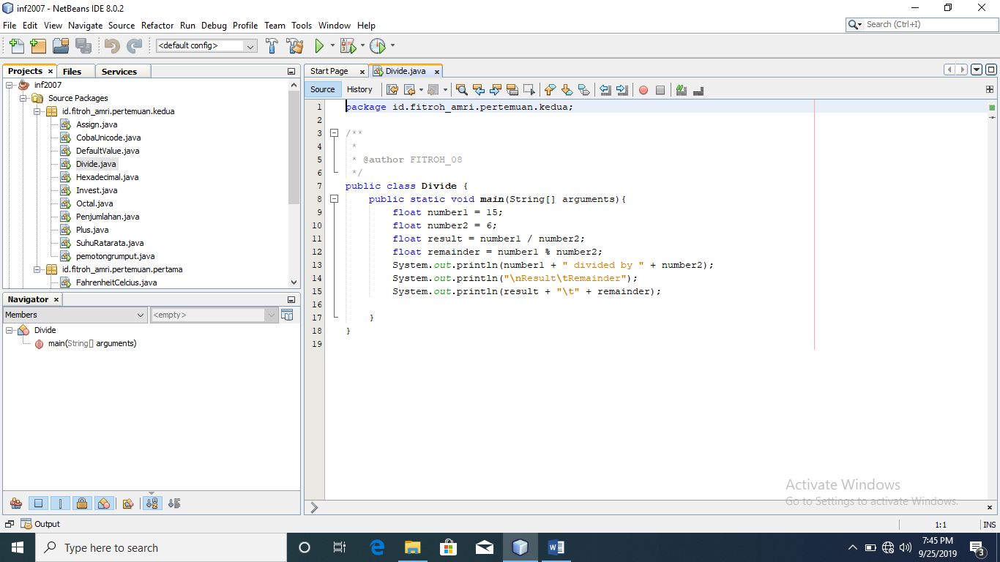 inf2007 - NetBeans IDE 8.0.2
File Edit View Navigate Source Refactor Run Debug Profile Team Tools Window Help
Search (Ctrl+I)
<default config>
Projects Files Services
inf2007
Source Packages
id.fitroh_amri.pertemuan.kedua
Assign.java
CobaUnicode.java
DefaultValue.java
Divide.java
Hexadecimal.java
Invest.java
Octal.java
Penjumlahan.java
Plus.java
SuhuRatarata.java
pemotongrumput.java
id.fitroh_amri.pertemuan.pertama
FahrenheitCelcius.java
Navigator
Members <empty>
Divide
main(String[] arguments)
Start Page Divide.java
Source History
1 package id.fitroh_amri.pertemuan.kedua;
2
3 /**
4 *
5 * @author FITROH_08
6 */
7 public class Divide {
8 public static void main(String[] arguments){
9 float number1 = 15;
10 float number2 = 6;
11 float result = number1 / number2;
12 float remainder = number1 % number2;
13 System.out.println(number1 + " divided by " + number2);
14 System.out.println("\nResult\tRemainder");
15 System.out.println(result + "\t" + remainder);
16
17 }
18 }
19
Activate Windows
Go to Settings to activate Windows.
Output
1:1 INS
Type here to search
7:45 PM
9/25/2019
3